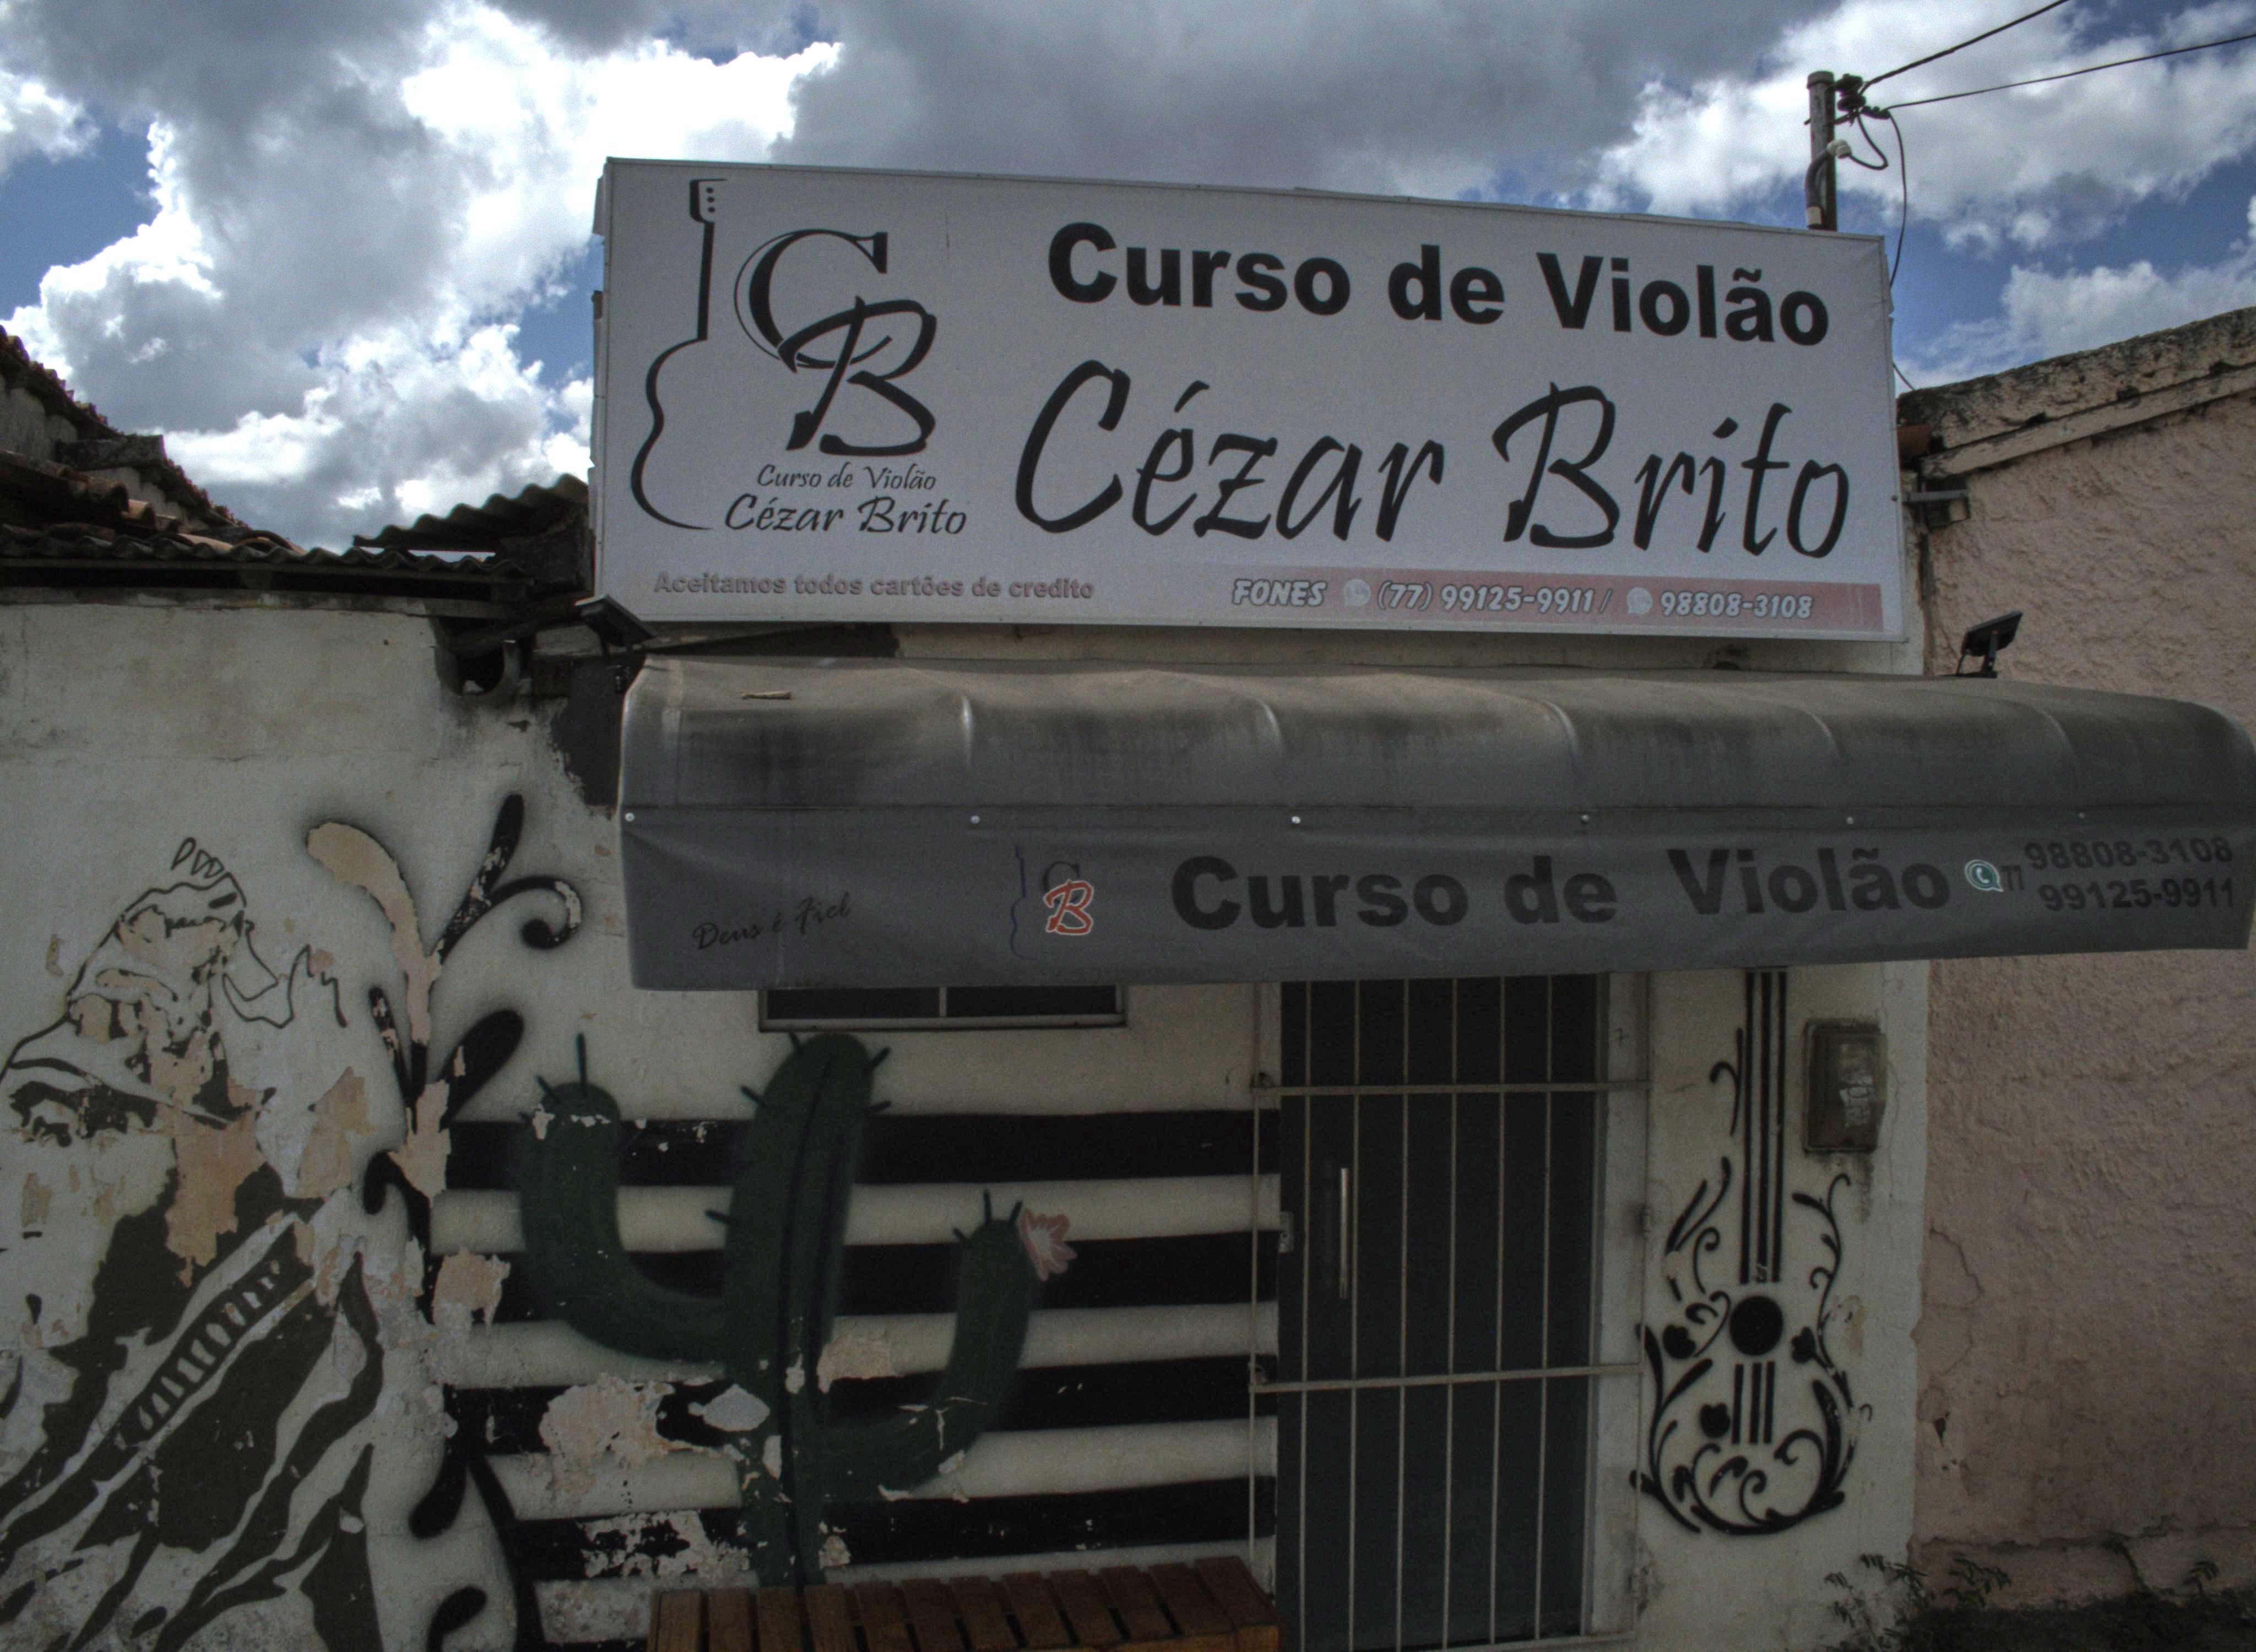 CB
Curso de Violão
Cézar Brito
Curso de Violão
Cézar Brito
Aceitamos todos cartões de credito
FONES (77) 99125-9911 / 98808-3108
Deus é Fiel
CB
Curso de Violão
77 98808-3108
99125-9911